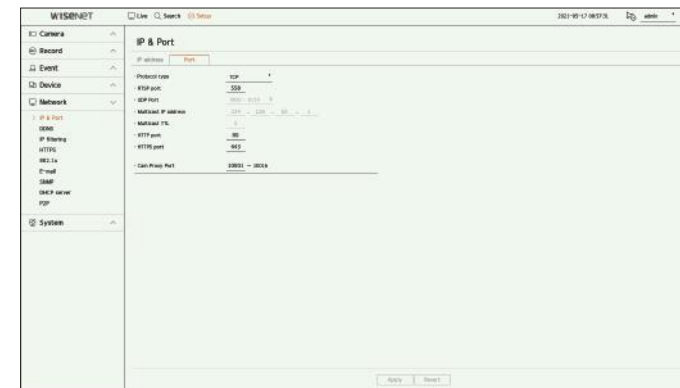 WISENET
Live Search Setup
2021-05-17 08:57:31 admin
Camera
Record
Event
Device
Network
IP & Port
DDNS
IP filtering
HTTPS
802.1x
E-mail
SNMP
DHCP server
P2P
System
IP & Port
IP address Port
Protocol type TCP
RTSP port 558
UDP Port
Multicast IP address
Multicast TTL
HTTP port 80
HTTPS port 443
Cam Proxy Port 10001 ~ 10016
Apply Revert